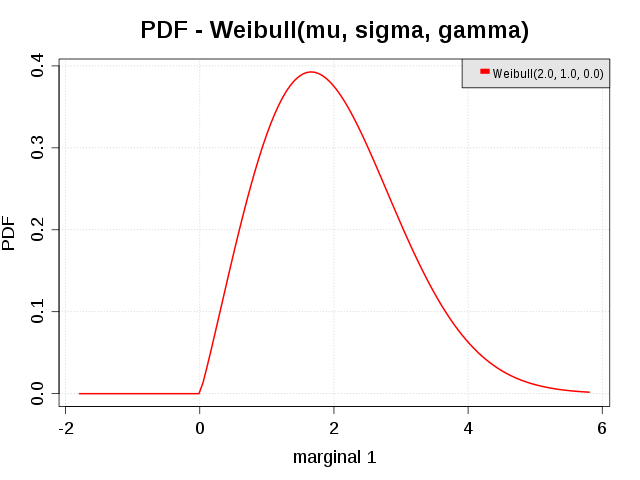 PDF - Weibull(mu, sigma, gamma)
Weibull(2.0, 1.0, 0.0)
PDF
0.4
0.3
0.2
0.1
0.0
-2 0 2 4 6
marginal 1